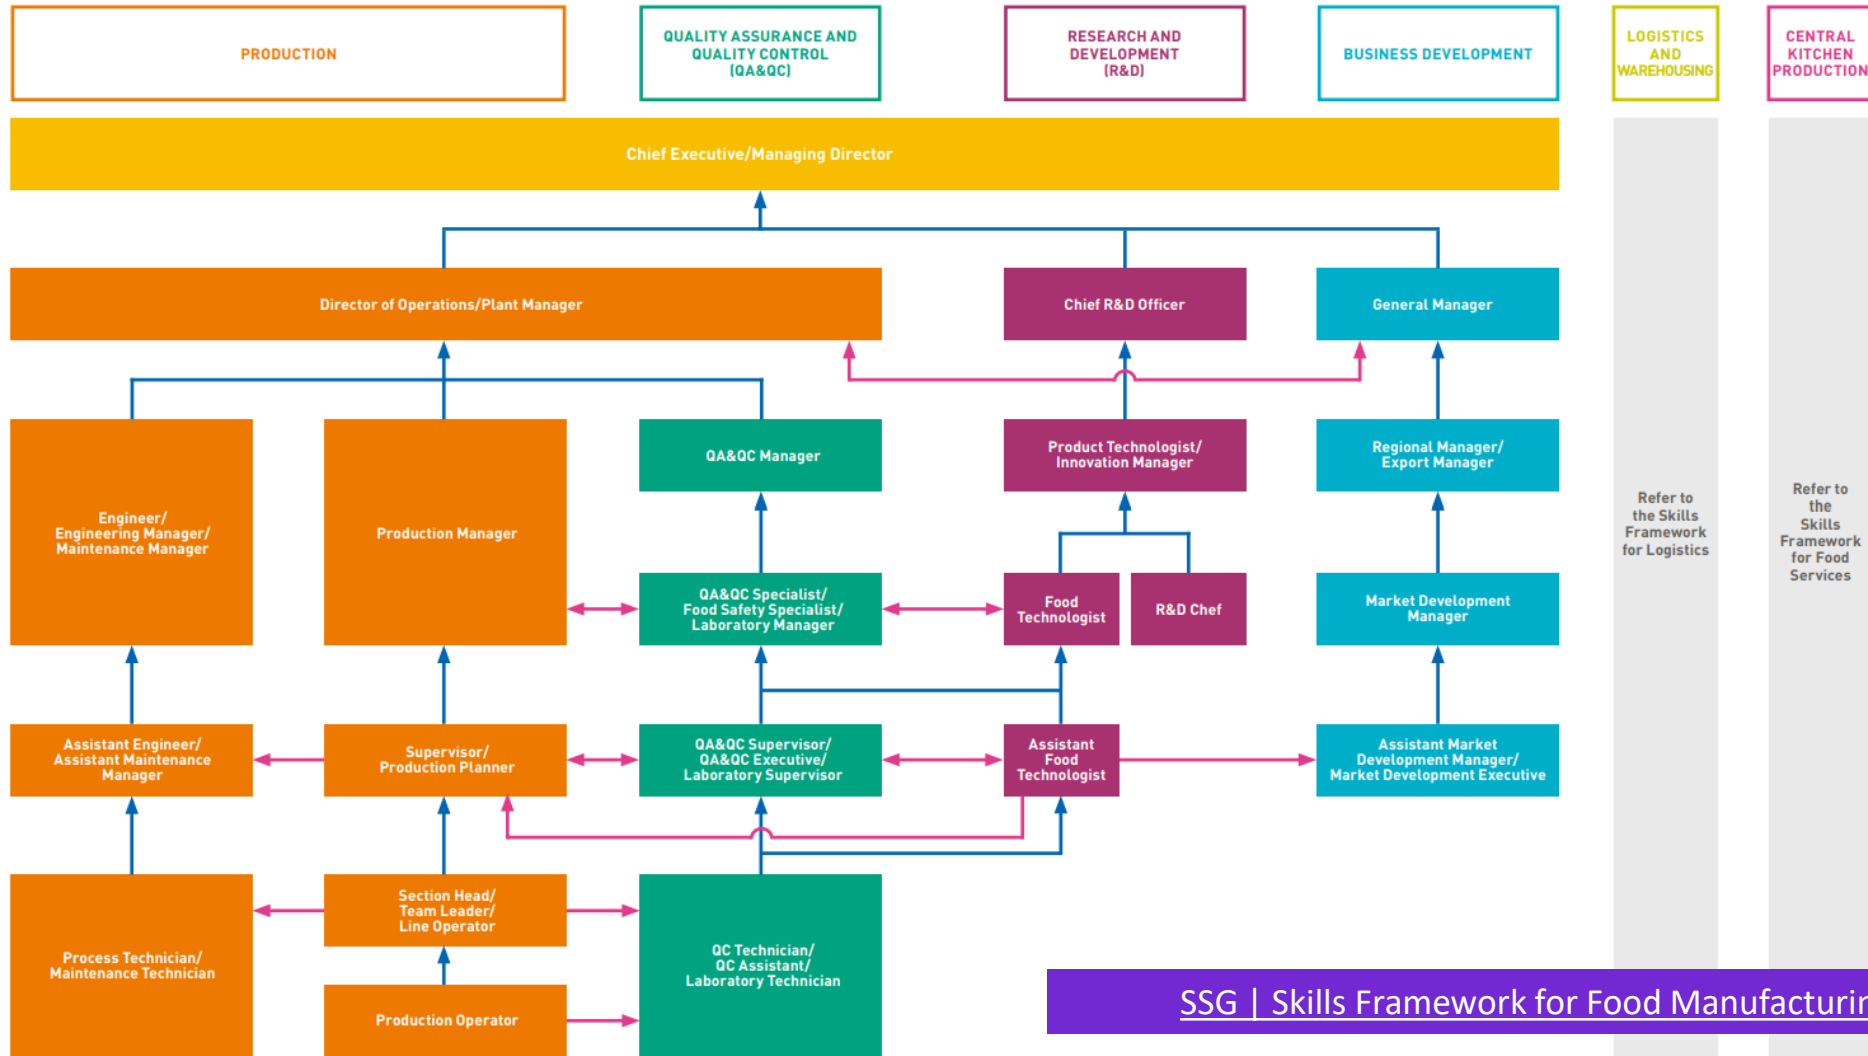 PRODUCTION
QUALITY ASSURANCE AND
QUALITY CONTROL
(QA&QC)
RESEARCH AND
DEVELOPMENT
(R&D)
BUSINESS DEVELOPMENT
LOGISTICS
AND
WAREHOUSING
CENTRAL
KITCHEN
PRODUCTION
Chief Executive/Managing Director
Director of Operations/Plant Manager
Chief R&D Officer
General Manager
Engineer/
Engineering Manager/
Maintenance Manager
Production Manager
QA&QC Manager
Product Technologist/
Innovation Manager
Regional Manager/
Export Manager
Refer to
the Skills
Framework
for Logistics
Refer to
the
Skills
Framework
for Food
Services
QA&QC Specialist/
Food Safety Specialist/
Laboratory Manager
Food
Technologist
R&D Chef
Market Development
Manager
Assistant Engineer/
Assistant Maintenance
Manager
Supervisor/
Production Planner
QA&QC Supervisor/
QA&QC Executive/
Laboratory Supervisor
Assistant
Food
Technologist
Assistant Market
Development Manager/
Market Development Executive
Process Technician/
Maintenance Technician
Section Head/
Team Leader/
Line Operator
QC Technician/
QC Assistant/
Laboratory Technician
Production Operator
SSG | Skills Framework for Food Manufacturin